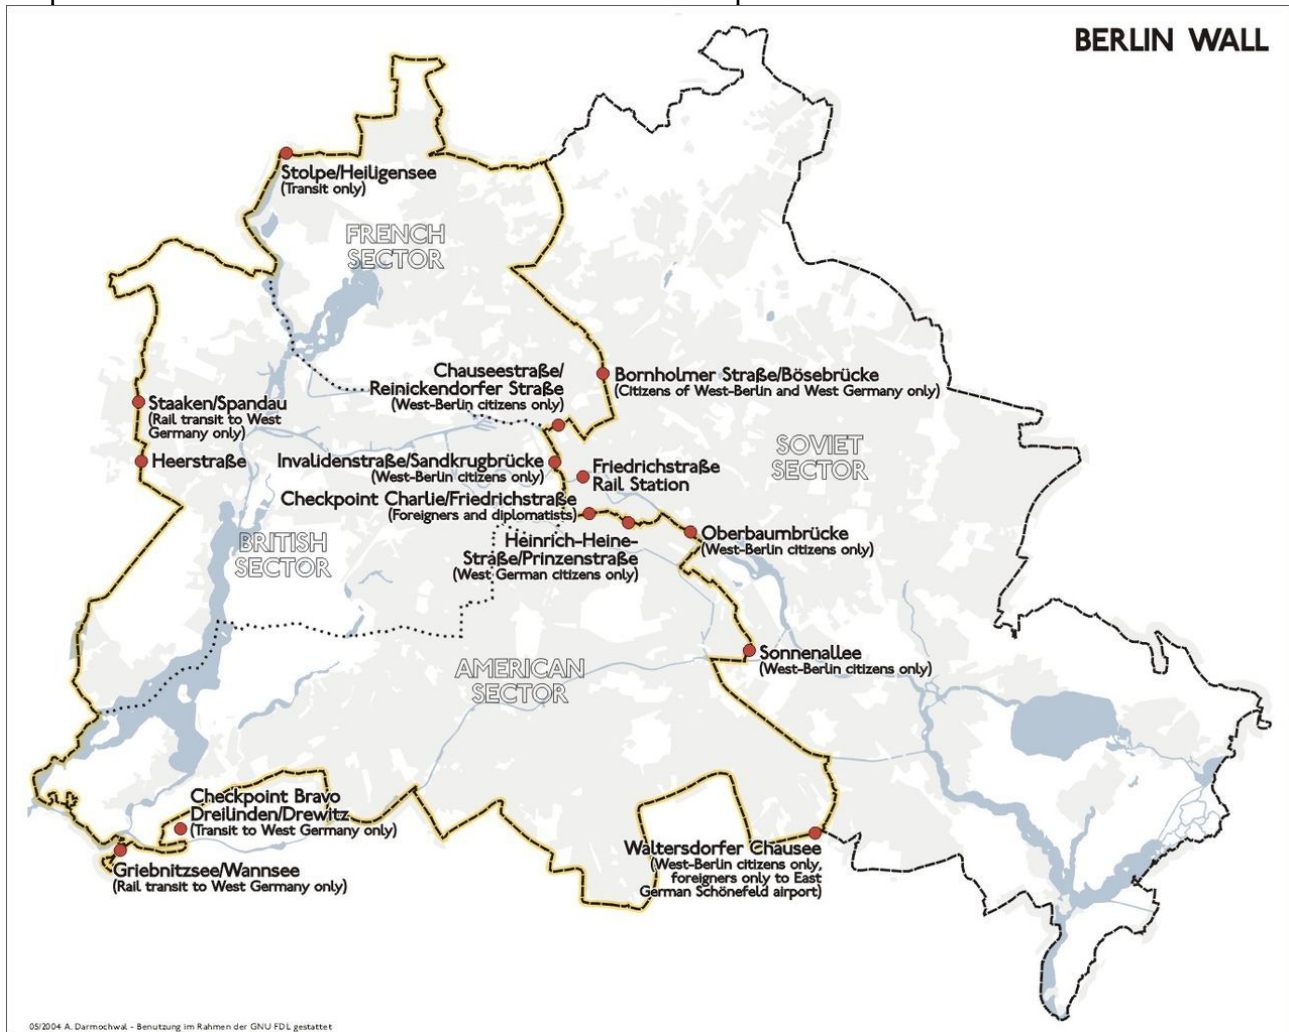 BERLIN WALL
Stolpe/Heiligensee
(Transit only)
FRENCH
SECTOR
Chauseestraße/
Reinickendorfer Straße
(West-Berlin citizens only)
Bornholmer Straße/Bösebrücke
(Citizens of West-Berlin and West Germany only)
Staaken/Spandau
(Rail transit to West
Germany only)
Heerstraße
SOVIET
SECTOR
Invalidenstraße/Sandkrugbrücke
(West-Berlin citizens only)
Friedrichstraße
Rail Station
Checkpoint Charlie/Friedrichstraße
(Foreigners and diplomatists)
BRITISH
SECTOR
Heinrich-Heine-
Straße/Prinzenstraße
(West German citizens only)
Oberbaumbrücke
(West-Berlin citizens only)
Sonnenallee
(West-Berlin citizens only)
AMERICAN
SECTOR
Checkpoint Bravo
Dreilinden/Drewitz
(Transit to West Germany only)
Griebnitzsee/Wannsee
(Rail transit to West Germany only)
Waltersdorfer Chausee
(West-Berlin citizens only,
foreigners only to East
German Schönefeld airport)
05/2004 A. Darmochwal - Benutzung im Rahmen der GNU FDL gestattet